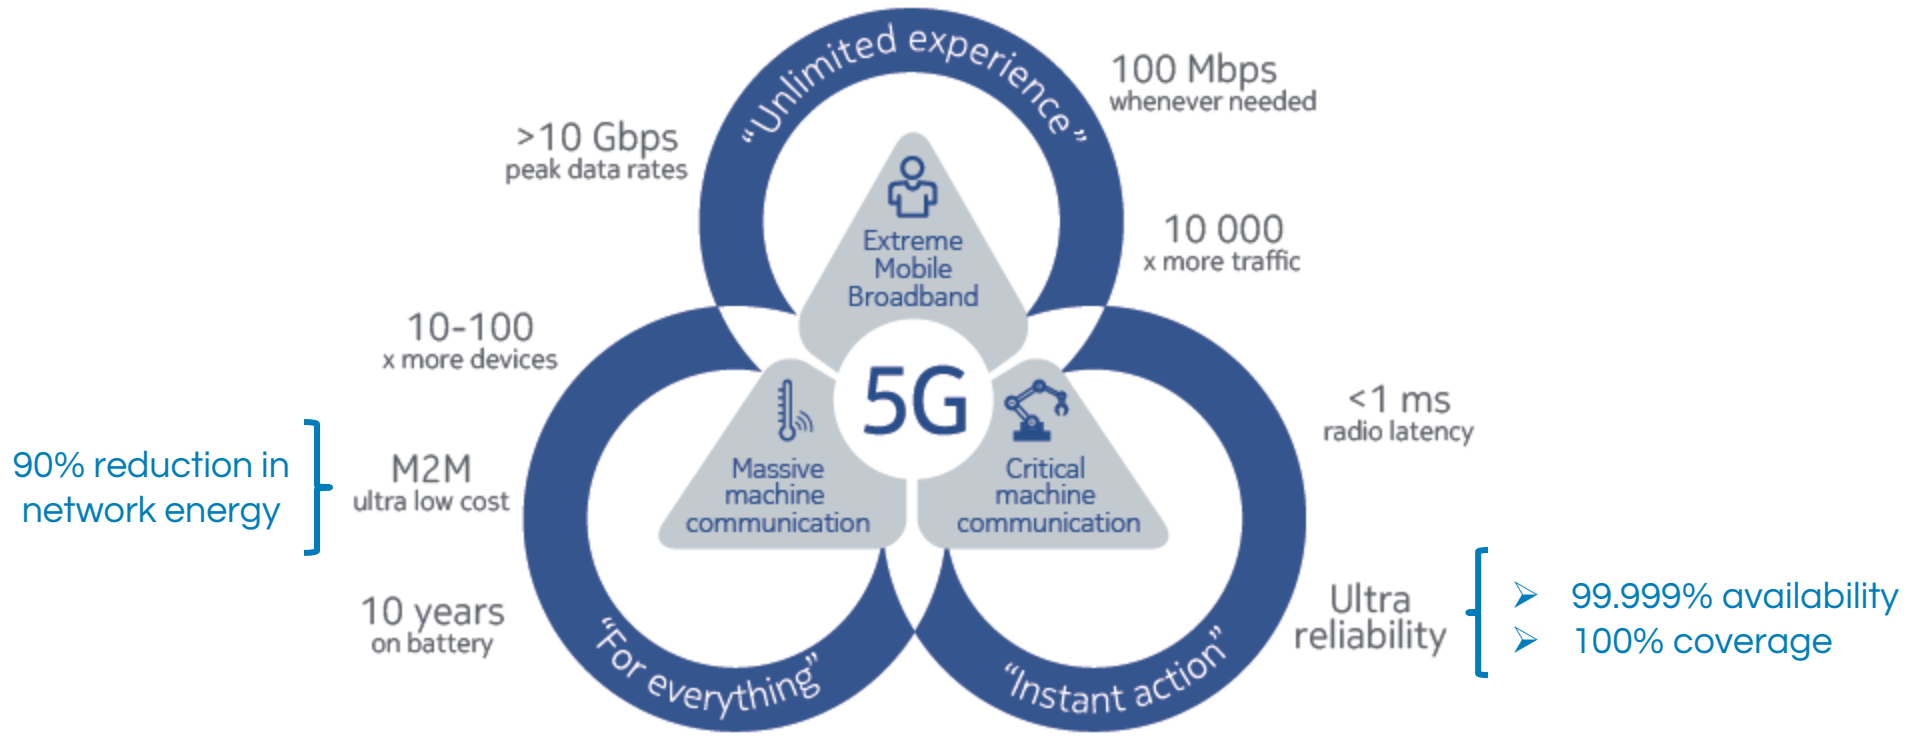 “Unlimited experience”
100 Mbps
whenever needed
>10 Gbps
peak data rates
10 000
x more traffic
Extreme
Mobile
Broadband
10-100
x more devices
5G
<1 ms
radio latency
90% reduction in
network energy
M2M
ultra low cost
Massive
machine
communication
Critical
machine
communication
10 years
on battery
Ultra
reliability
➢ 99.999% availability
➢ 100% coverage
“For everything”
“Instant action”